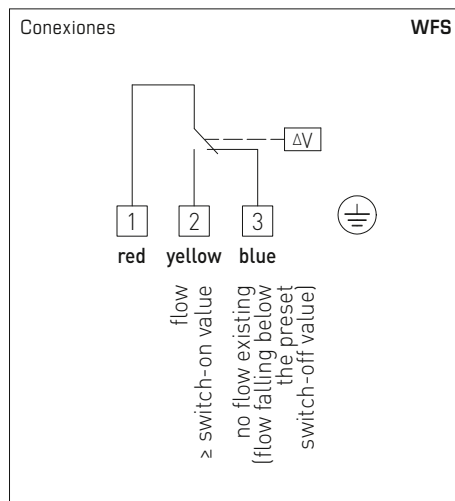 Conexiones WFS
ΔV
1 2 3
red yellow blue
flow
≥ switch-on value
no flow existing
(flow falling below
the preset
switch-off value)